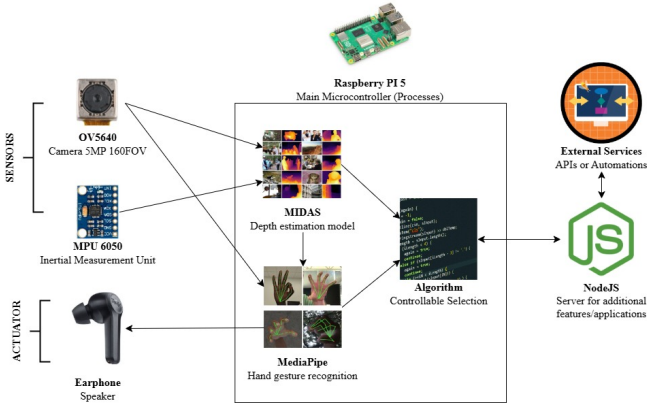 Raspberry PI 5
Main Microcontroller (Processes)
SENSORS
OV5640
Camera 5MP 160FOV
MPU 6050
Inertial Measurement Unit
MIDAS
Depth estimation model
Algorithm
Controllable Selection
MediaPipe
Hand gesture recognition
External Services
APIs or Automations
JS
NodeJS
Server for additional
features/applications
ACTUATOR
Earphone
Speaker